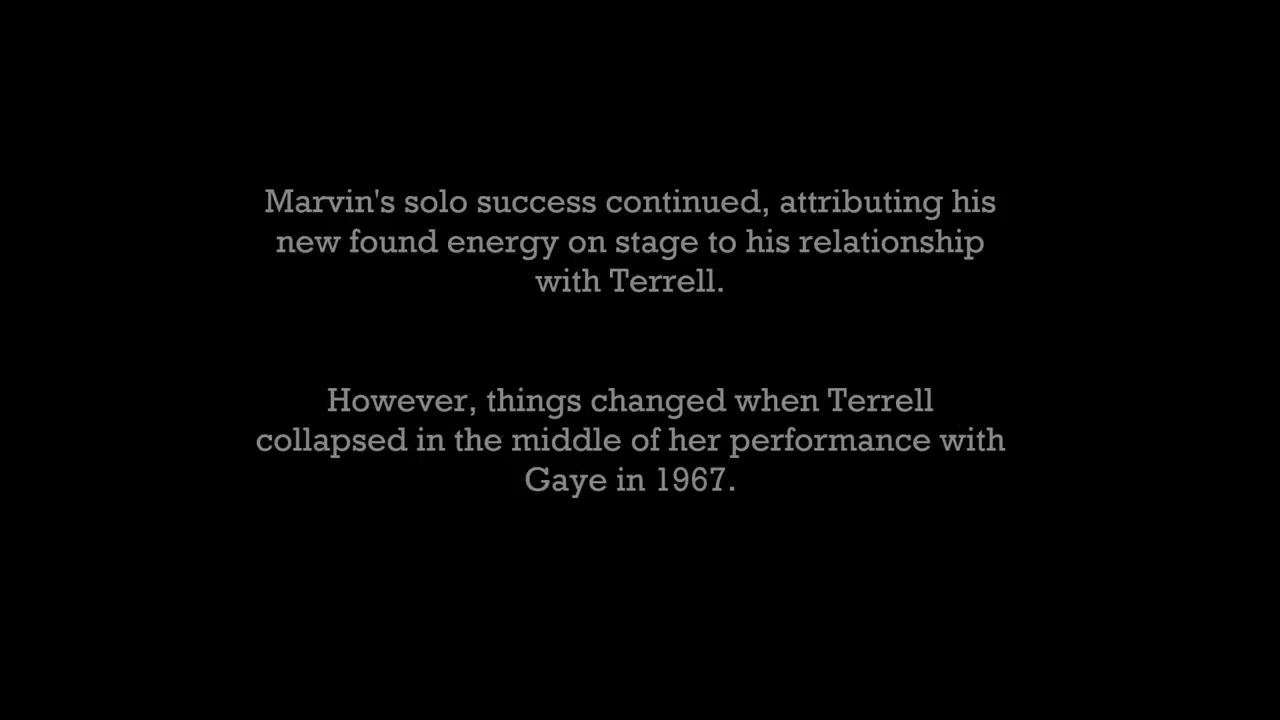 Marvin's solo success continued, attributing his
new found energy on stage to his relationship
with Terrell.
However, things changed when Terrell
collapsed in the middle of her performance with
Gaye in 1967.